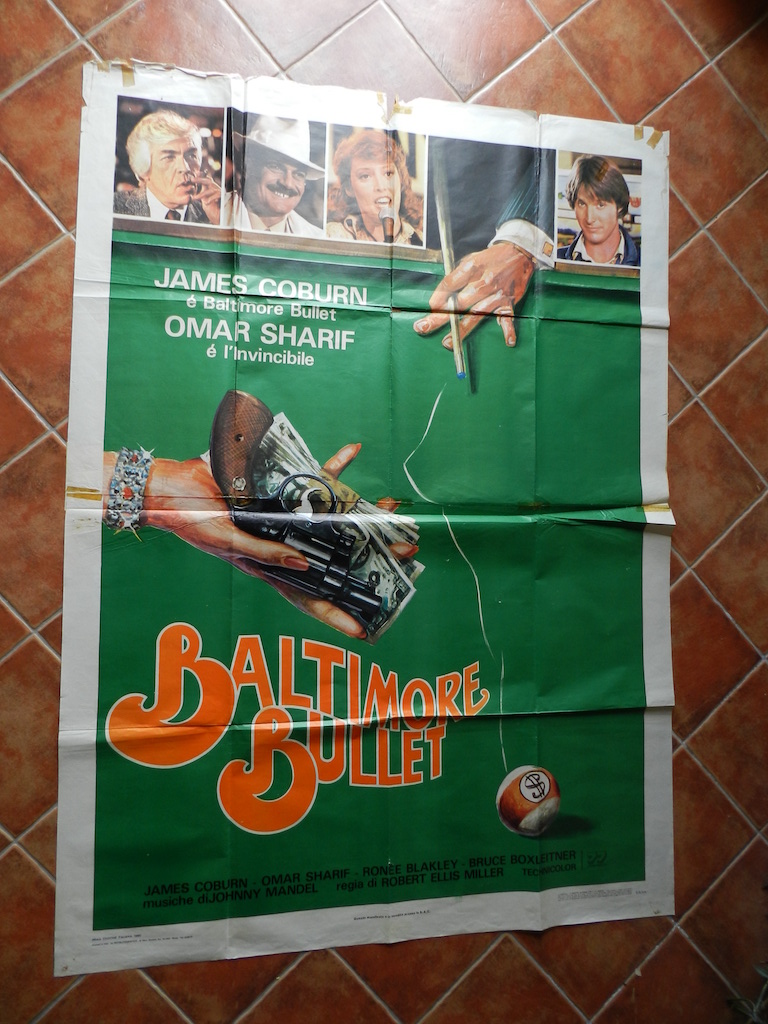 JAMES COBURN
é Baltimore Bullet
OMAR SHARIF
é l'Invincibile
BALTIMORE
BULLET
JAMES COBURN - OMAR SHARIF - RONEE BLAKLEY - BRUCE BOXLEITNER
musiche di JOHNNY MANDEL regia di ROBERT ELLIS MILLER TECHNICOLOR